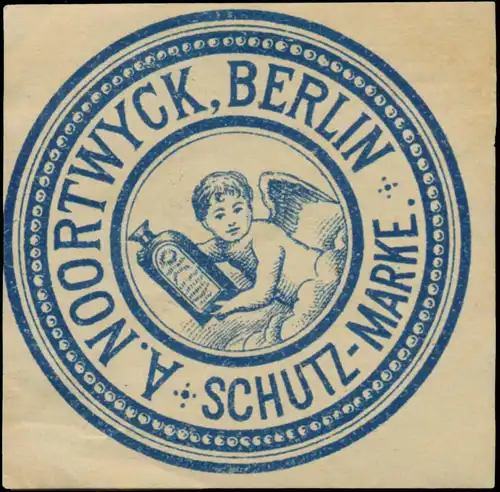 A. NOORTWYCK, BERLIN
SCHUTZ-MARKE.